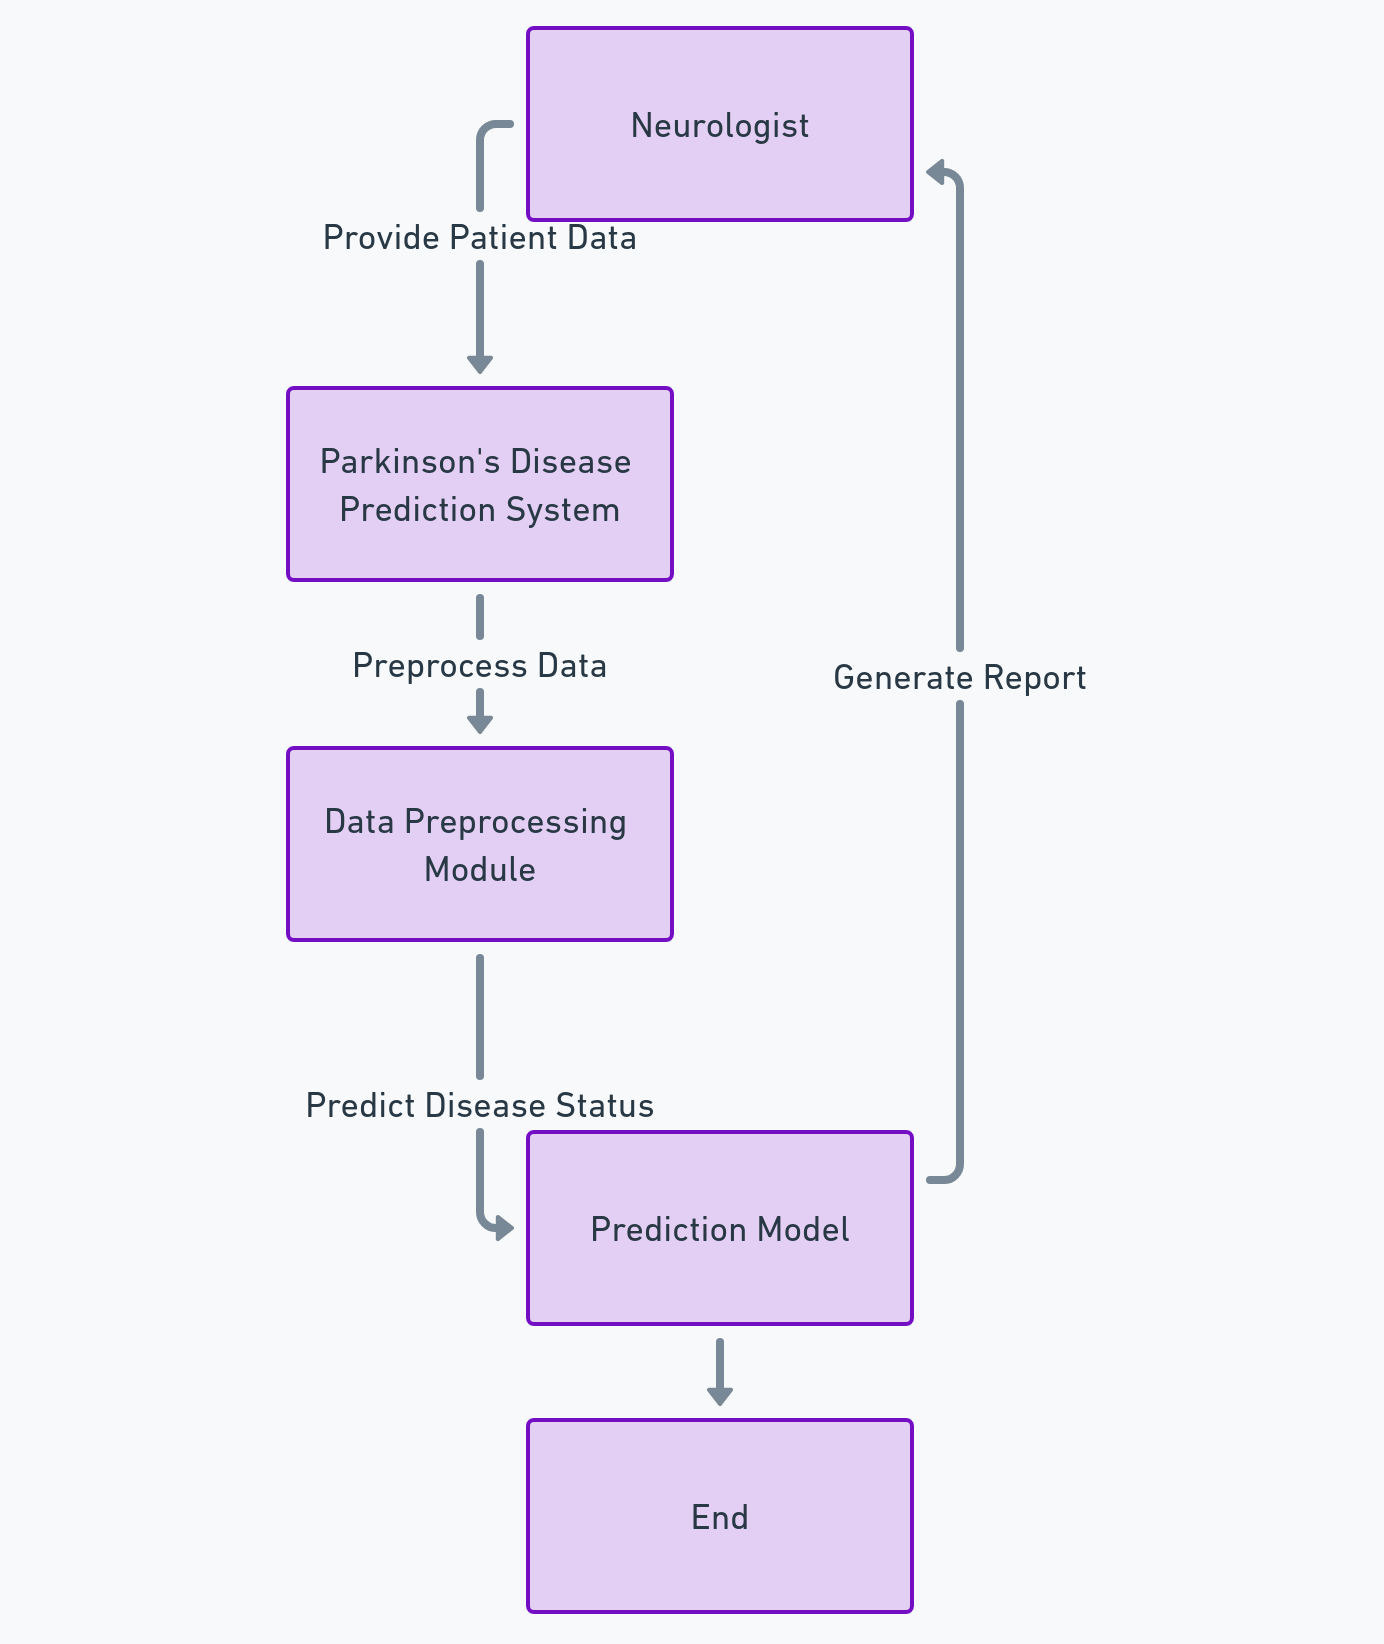 Neurologist
Provide Patient Data
Parkinson's Disease
Prediction System
Preprocess Data
Generate Report
Data Preprocessing
Module
Predict Disease Status
Prediction Model
End